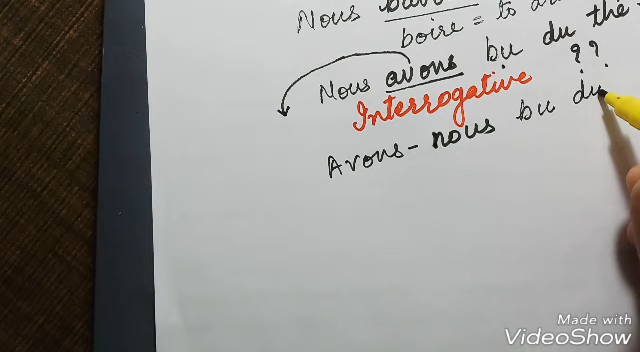 Nous
boire = to
Nous avons bu du thé
Interrogative ??
Avons-nous bu du
Made with
VideoShow